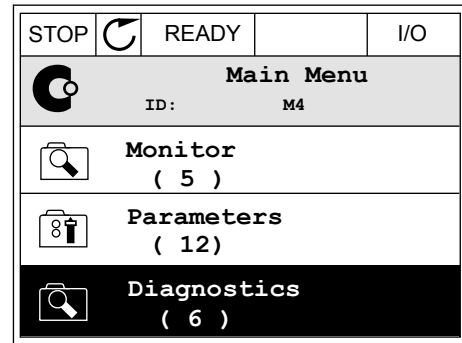 STOP READY I/O
Main Menu
ID: M4
Monitor
( 5 )
Parameters
( 12)
Diagnostics
( 6 )